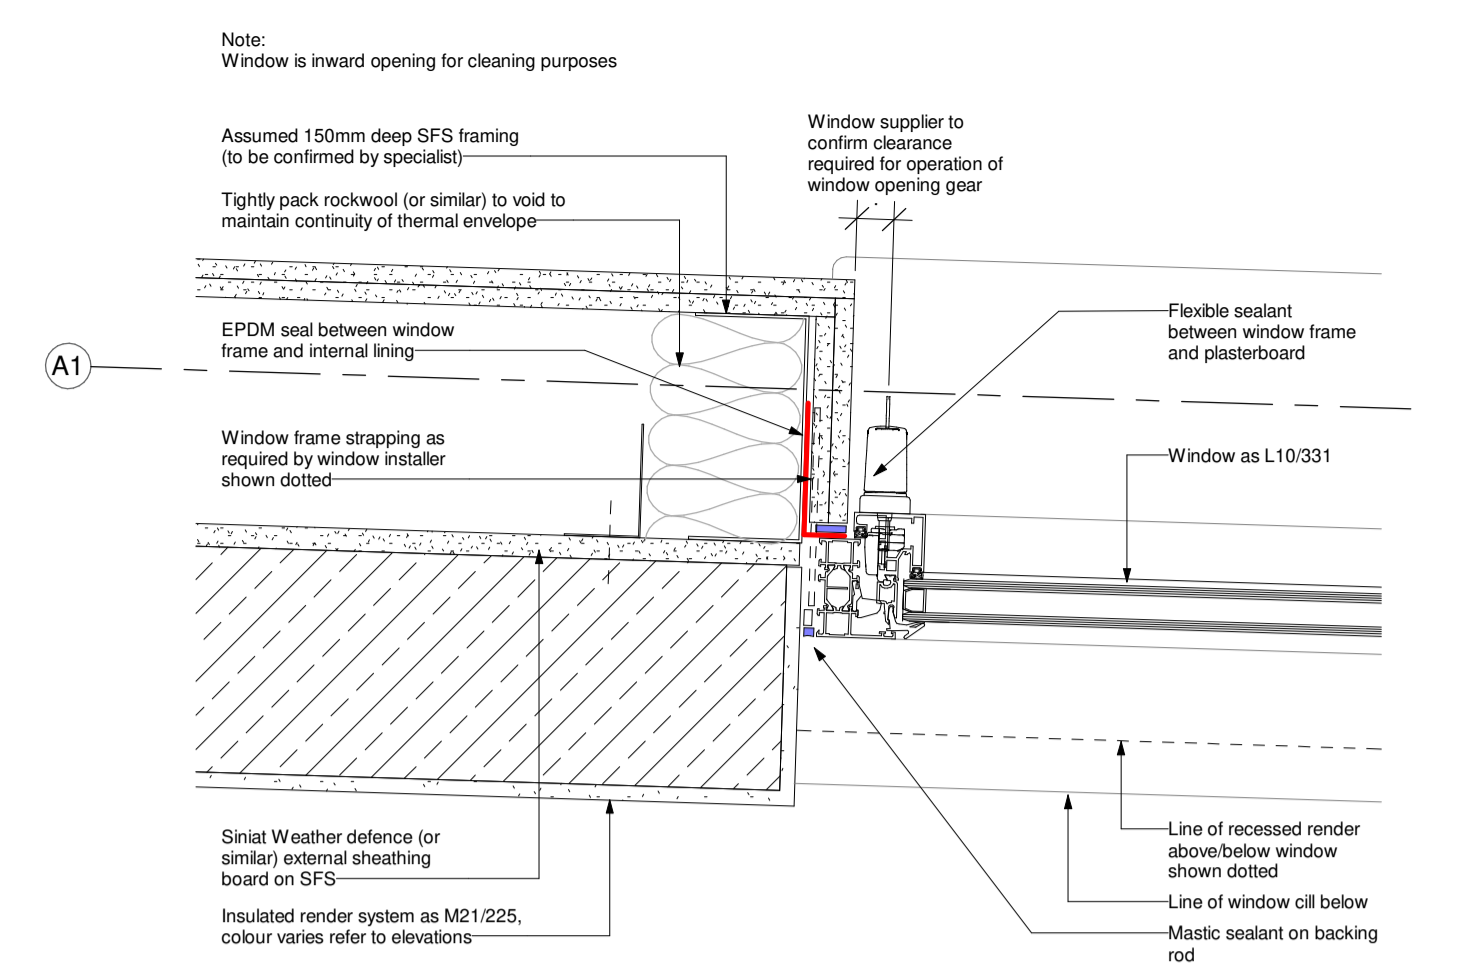 Note:
Window is inward opening for cleaning purposes
Assumed 150mm deep SFS framing
(to be confirmed by specialist)
Tightly pack rockwool (or similar) to void to
maintain continuity of thermal envelope
Window supplier to
confirm clearance
required for operation of
window opening gear
EPDM seal between window
frame and internal lining
A1
Window frame strapping as
required by window installer
shown dotted
Flexible sealant
between window frame
and plasterboard
Window as L10/331
Siniat Weather defence (or
similar) external sheathing
board on SFS
Insulated render system as M21/225,
colour varies refer to elevations
Line of recessed render
above/below window
shown dotted
Line of window cill below
Mastic sealant on backing
rod